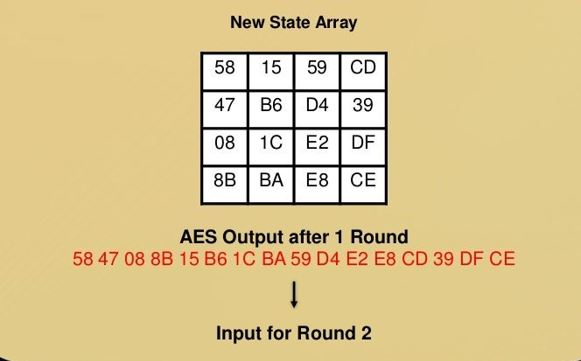 New State Array
58 15 59 CD
47 B6 D4 39
08 1C E2 DF
8B BA E8 CE
AES Output after 1 Round
58 47 08 8B 15 B6 1C BA 59 D4 E2 E8 CD 39 DF CE
Input for Round 2